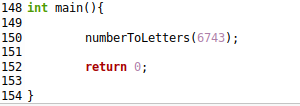 148 int main(){
149
150 numberToLetters(6743);
151
152 return 0;
153
154 }